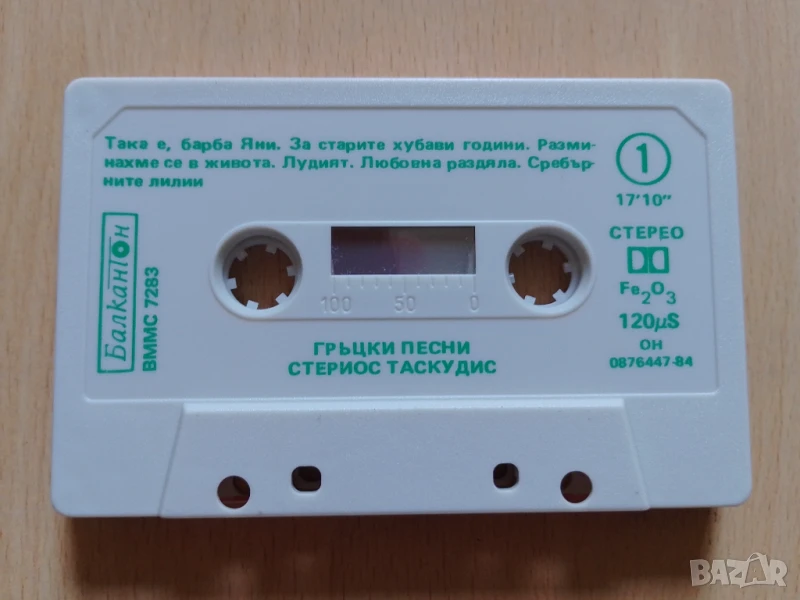 Така е, барба Яни. За старите хубави години. Разми-
нахме се в живота. Лудият. Любовна раздяла. Сребър-
ните лилии
1
17'10"
СТЕРЕО
Fe2O3
120µS
ОН
0876447-84
Балкантон
ВММС 7283
100 50 0
ГРЪЦКИ ПЕСНИ
СТЕРИОС ТАСКУДИС
BAZAR